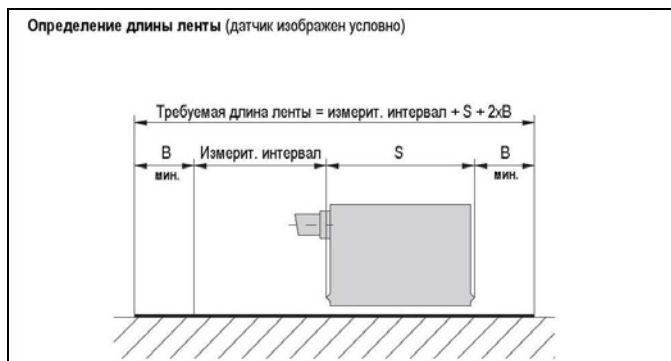 Определение длины ленты (датчик изображен условно)
Требуемая длина ленты = измерит. интервал + S + 2xB
B Измерит. интервал S B
мин. мин.